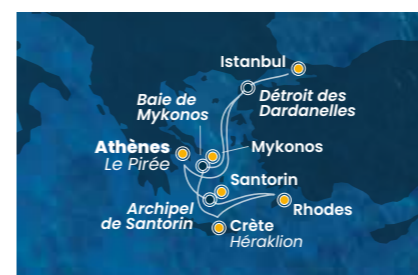 Istanbul
Détroit des
Dardanelles
Baie de
Mykonos
Athènes
Le Pirée
Mykonos
Santorin
Archipel
de Santorin
Rhodes
Crète
Héraklion